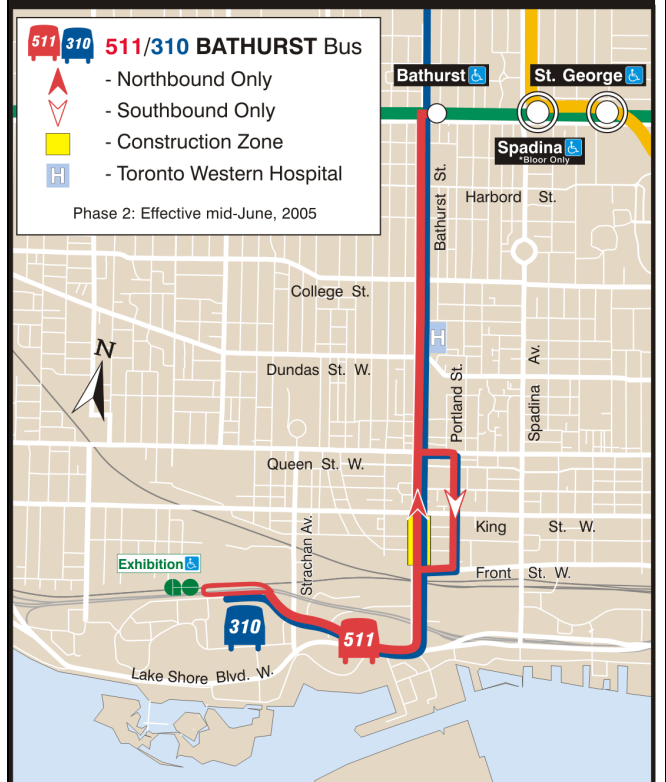 511 310 511/310 BATHURST Bus
- Northbound Only
- Southbound Only
- Construction Zone
H - Toronto Western Hospital
Phase 2: Effective mid-June, 2005
Bathurst
St. George
Spadina
*Bloor Only
Bathurst St.
Harbord St.
College St.
H
N
Dundas St. W.
Portland St.
Spadina Av.
Queen St. W.
King St. W.
Strachan Av.
Exhibition
Front St. W.
GO
310
511
Lake Shore Blvd. W.